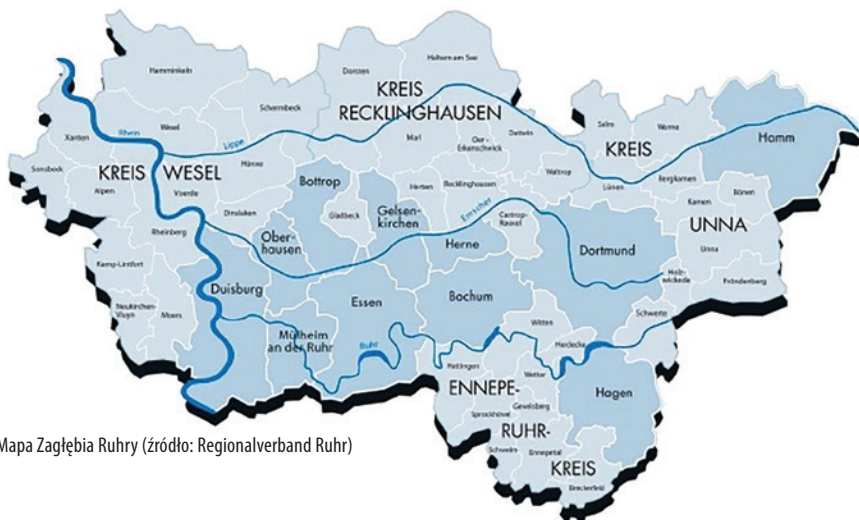 Hamminkeln
Dorsten
Haltern am See
KREIS
RECKLINGHAUSEN
Schermbeck
Selm
Werne
Hamm
Xanten
Rhein
Wesel
Lippe
Marl
Oer-
Erkenschwick
Datteln
KREIS
Sonsbeck
KREIS
WESEL
Hünxe
Bottrop
Waltrop
Lünen
Bergkamen
Alpen
Voerde
Herten
Recklinghausen
Kamen
Bönen
Dinslaken
Gladbeck
Gelsen-
kirchen
Emscher
Castrop-
Rauxel
UNNA
Rheinberg
Ober-
hausen
Herne
Dortmund
Unna
Kamp-Lintfort
Duisburg
Essen
Bochum
Holz-
wickede
Fröndenberg
Neukirchen-
Vluyn
Moers
Mülheim
an der Ruhr
Ruhr
Witten
Schwerte
Herdecke
Hattingen
Wetter
ENNEPE-
Hagen
Sprockhövel
Gevelsberg
RUHR-
Schwelm
Ennepetal
KREIS
Breckerfeld
Mapa Zagłębia Ruhry (źródło: Regionalverband Ruhr)